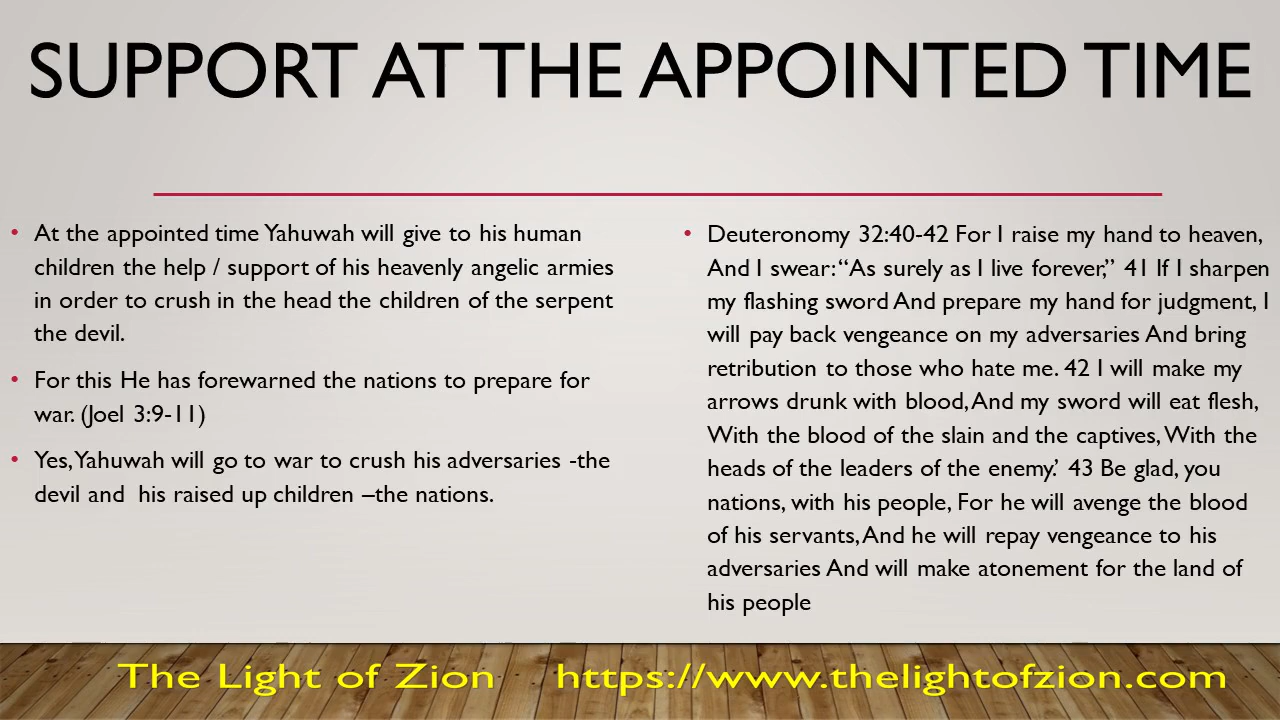 SUPPORT AT THE APPOINTED TIME
• At the appointed time Yahuwah will give to his human
children the help / support of his heavenly angelic armies
in order to crush in the head the children of the serpent
the devil.
• For this He has forewarned the nations to prepare for
war. (Joel 3:9-11)
• Yes, Yahuwah will go to war to crush his adversaries -the
devil and his raised up children –the nations.
• Deuteronomy 32:40-42 For I raise my hand to heaven,
And I swear: “As surely as I live forever,” 41 If I sharpen
my flashing sword And prepare my hand for judgment, I
will pay back vengeance on my adversaries And bring
retribution to those who hate me. 42 I will make my
arrows drunk with blood, And my sword will eat flesh,
With the blood of the slain and the captives, With the
heads of the leaders of the enemy.’ 43 Be glad, you
nations, with his people, For he will avenge the blood
of his servants, And he will repay vengeance to his
adversaries And will make atonement for the land of
his people
The Light of Zion https://www.thelightofzion.com